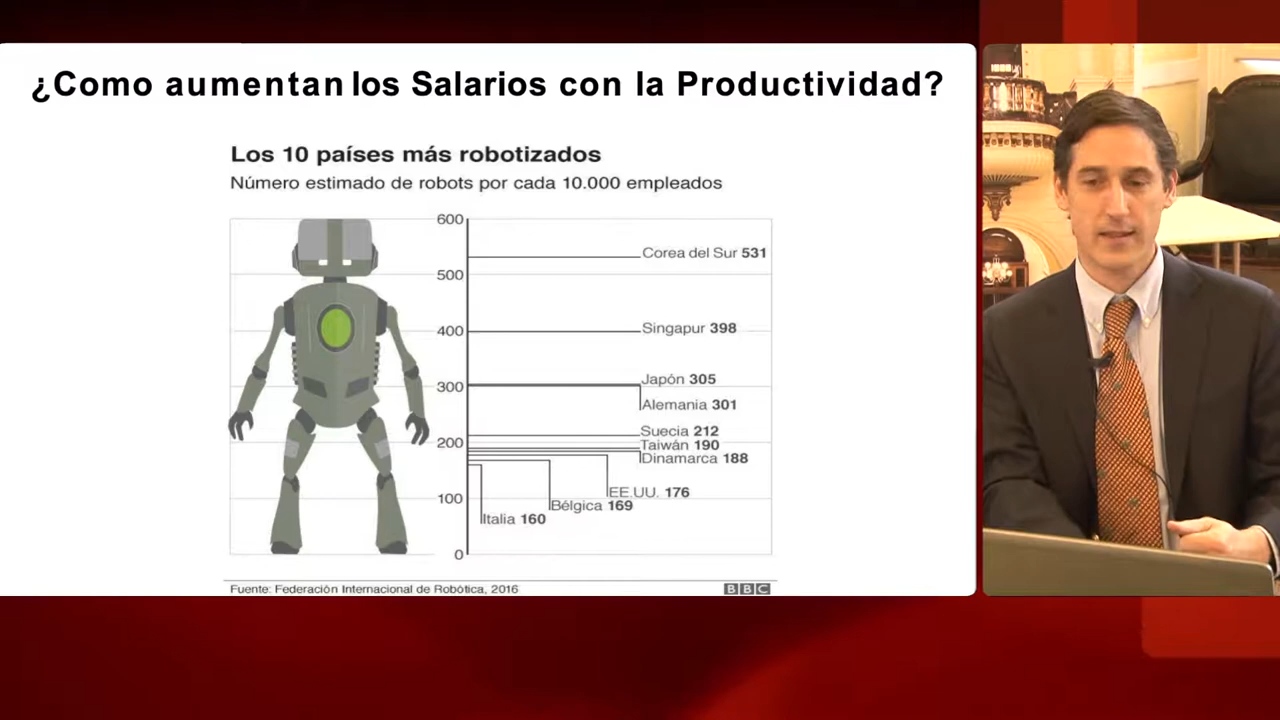 ¿Como aumentan los Salarios con la Productividad?
Los 10 países más robotizados
Número estimado de robots por cada 10.000 empleados
600
Corea del Sur 531
500
400
Singapur 398
Japón 305
300
Alemania 301
Suecia 212
200
Taiwán 190
Dinamarca 188
EE.UU. 176
100
Bélgica 169
Italia 160
0
Fuente: Federación Internacional de Robótica, 2016
BBC